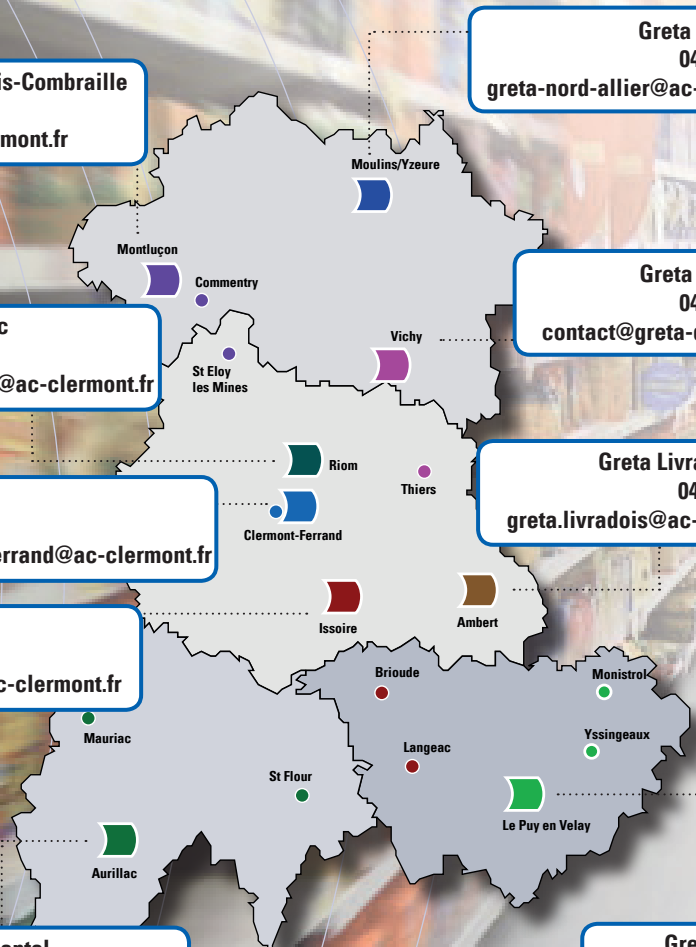 Greta
04
greta-nord-allier@ac-
is-Combraille
mont.fr
Moulins/Yzeure
Montluçon
Commentry
Greta
04
contact@greta-
Vichy
c
@ac-clermont.fr
St Eloy
les Mines
Riom
Thiers
Greta Livra
04
greta.livradois@ac-
Clermont-Ferrand
errand@ac-clermont.fr
Issoire
Ambert
c-clermont.fr
Brioude
Monistrol
Mauriac
Yssingeaux
Langeac
St Flour
Le Puy en Velay
Aurillac
antal
Gre